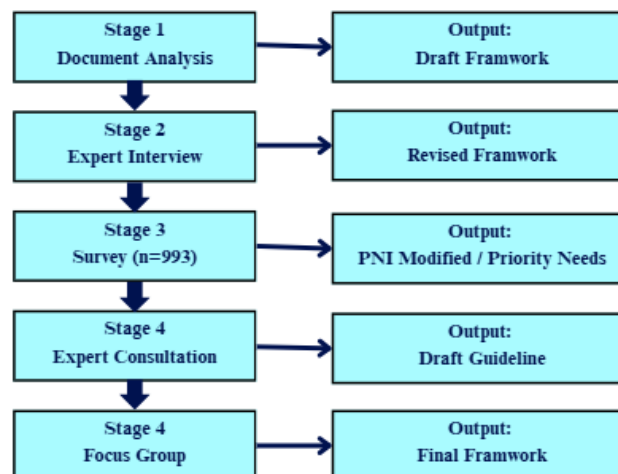 Stage 1
Document Analysis
Output:
Draft Framwork
Stage 2
Expert Interview
Output:
Revised Framwork
Stage 3
Survey (n=993)
Output:
PNI Modified / Priority Needs
Stage 4
Expert Consultation
Output:
Draft Guideline
Stage 4
Focus Group
Output:
Final Framwork